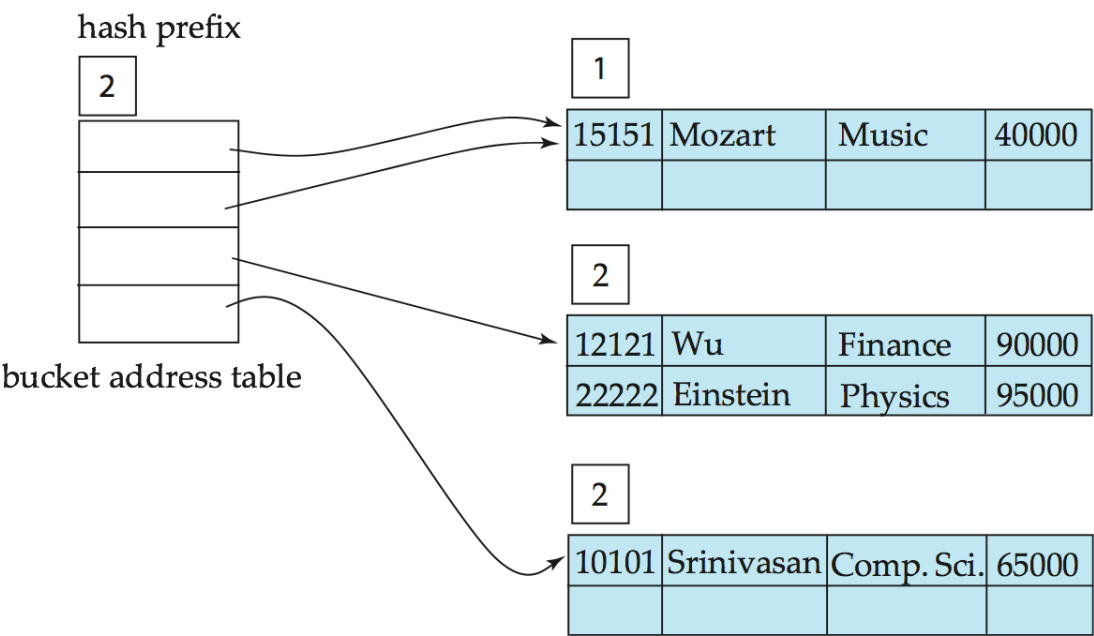 hash prefix
2
bucket address table
1
15151 Mozart Music 40000
2
12121 Wu Finance 90000
22222 Einstein Physics 95000
2
10101 Srinivasan Comp. Sci. 65000